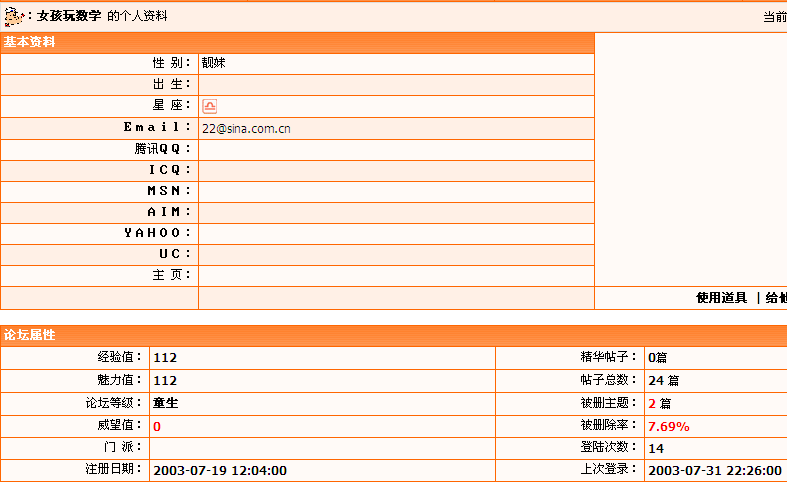 ：女孩玩数学 的个人资料 当前
基本资料
性 别： 靓妹
出 生：
星 座：
Email： 22@sina.com.cn
腾讯QQ：
ICQ：
MSN：
AIM：
YAHOO：
UC：
主 页：
使用道具 | 给他
论坛属性
经验值： 112 精华帖子： 0篇
魅力值： 112 帖子总数： 24 篇
论坛等级： 童生 被删主题： 2 篇
威望值： 0 被删除率： 7.69%
门 派： 登陆次数： 14
注册日期： 2003-07-19 12:04:00 上次登录： 2003-07-31 22:26:00